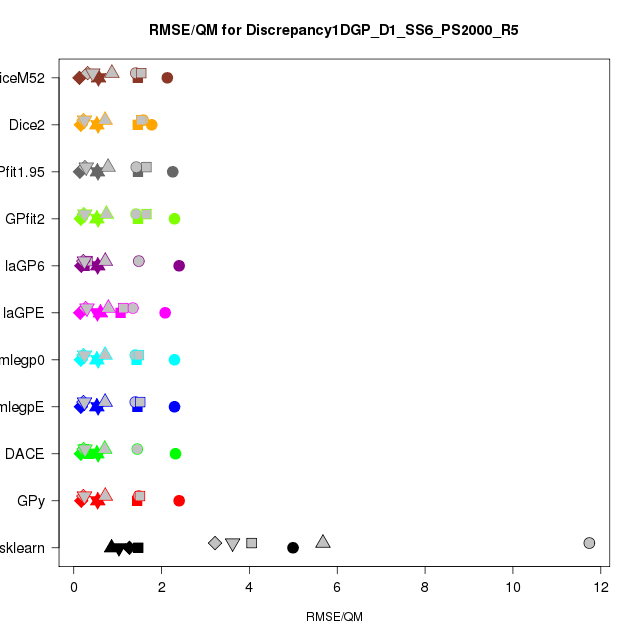 RMSE/QM for Discrepancy1DGP_D1_SS6_PS2000_R5
iceM52
Dice2
Pfit1.95
GPfit2
laGP6
laGPE
mlegp0
mlegpE
DACE
GPy
sklearn
0 2 4 6 8 10 12
RMSE/QM